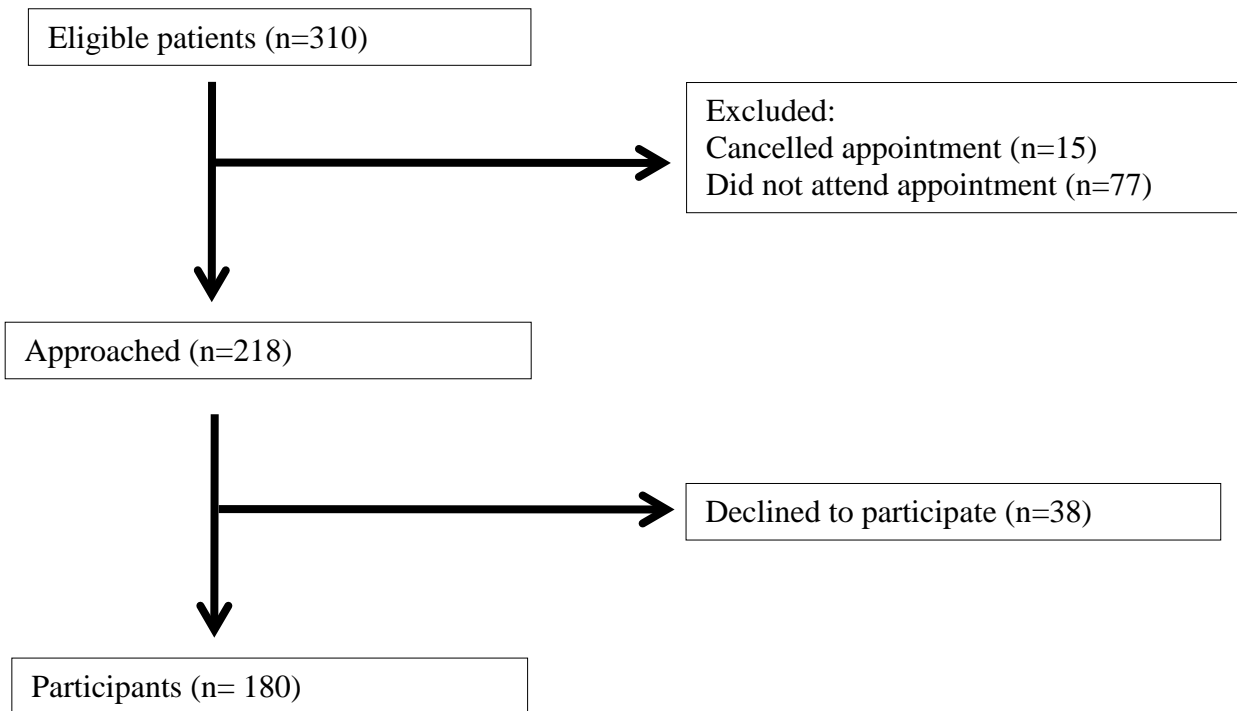 Eligible patients (n=310)
Excluded:
Cancelled appointment (n=15)
Did not attend appointment (n=77)
Approached (n=218)
Declined to participate (n=38)
Participants (n= 180)